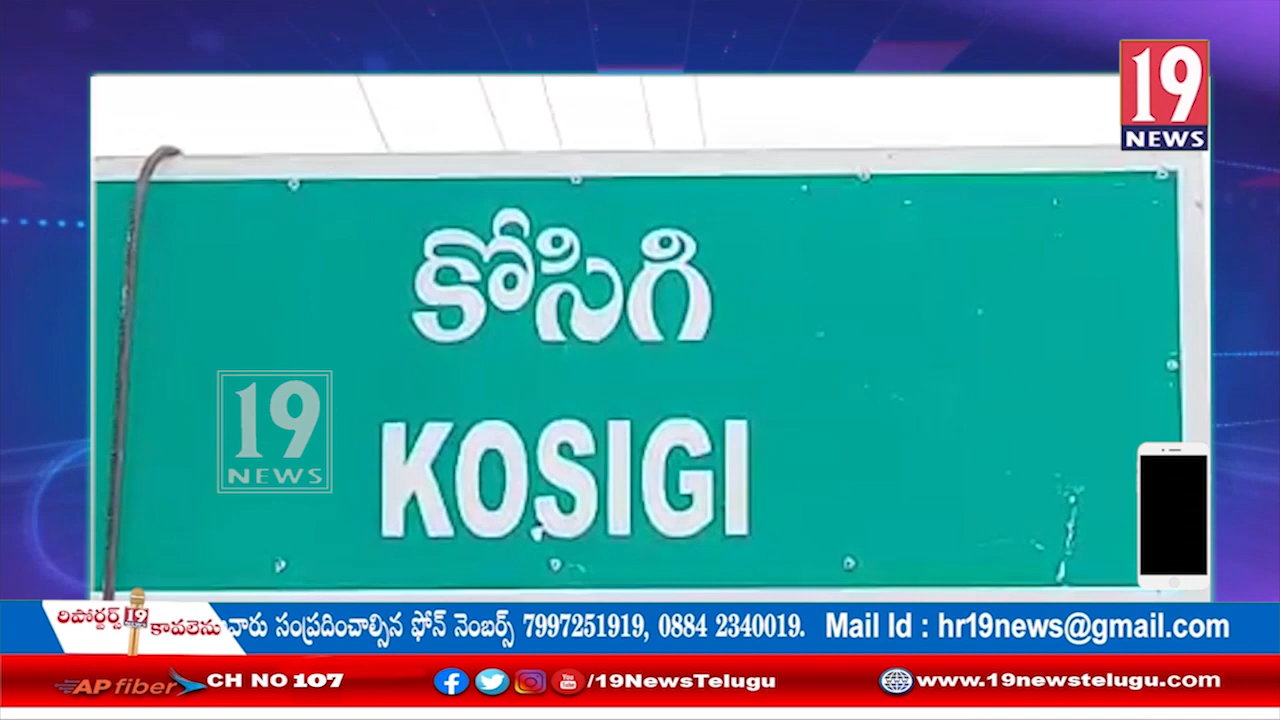 19
NEWS
కోసిగి
KOSIGI
19
NEWS
రిపోర్టర్స్ 19 కావలెను
వారు సంప్రదించాల్సిన ఫోన్ నెంబర్స్ 7997251919, 0884 2340019. Mail Id : hr19news@gmail.com
AP fiber CH NO 107 /19NewsTelugu www.19newstelugu.com